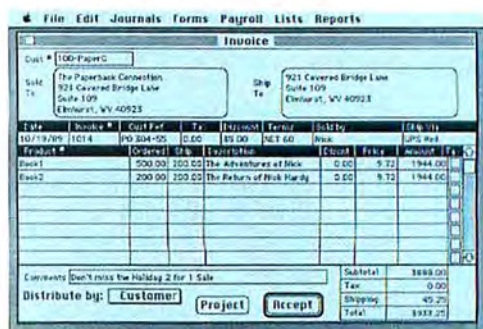 File Edit Journals Forms Payroll Lists Reports
Invoice
Cust # 100-PaperC
Sold To
The Paperback Connection
921 Covered Bridge Lane
Suite 109
Elmhurst, WV 40923
Ship To
921 Covered Bridge Lane
Suite 109
Elmhurst, WV 40923
Date Invoice # Cust Ref Tax Discount Terms Sold by Ship Via
10/19/89 1014 PO 304-55 0.00 NET 60 Nick UPS Red
Product # Ordered Ship Description Discnt Price Amount Tx
Book1 500.00 200.00 The Adventures of Nick 0.00 9.72 1944.00
Book2 200.00 200.00 The Return of Nick Hardy 0.00 9.72 1944.00
Comments Don't miss the Holiday 2 for 1 Sale
Distribute by: Customer
Project Accept
Subtotal 3888.00
Tax 0.00
Shipping 45.25
Total 3933.25